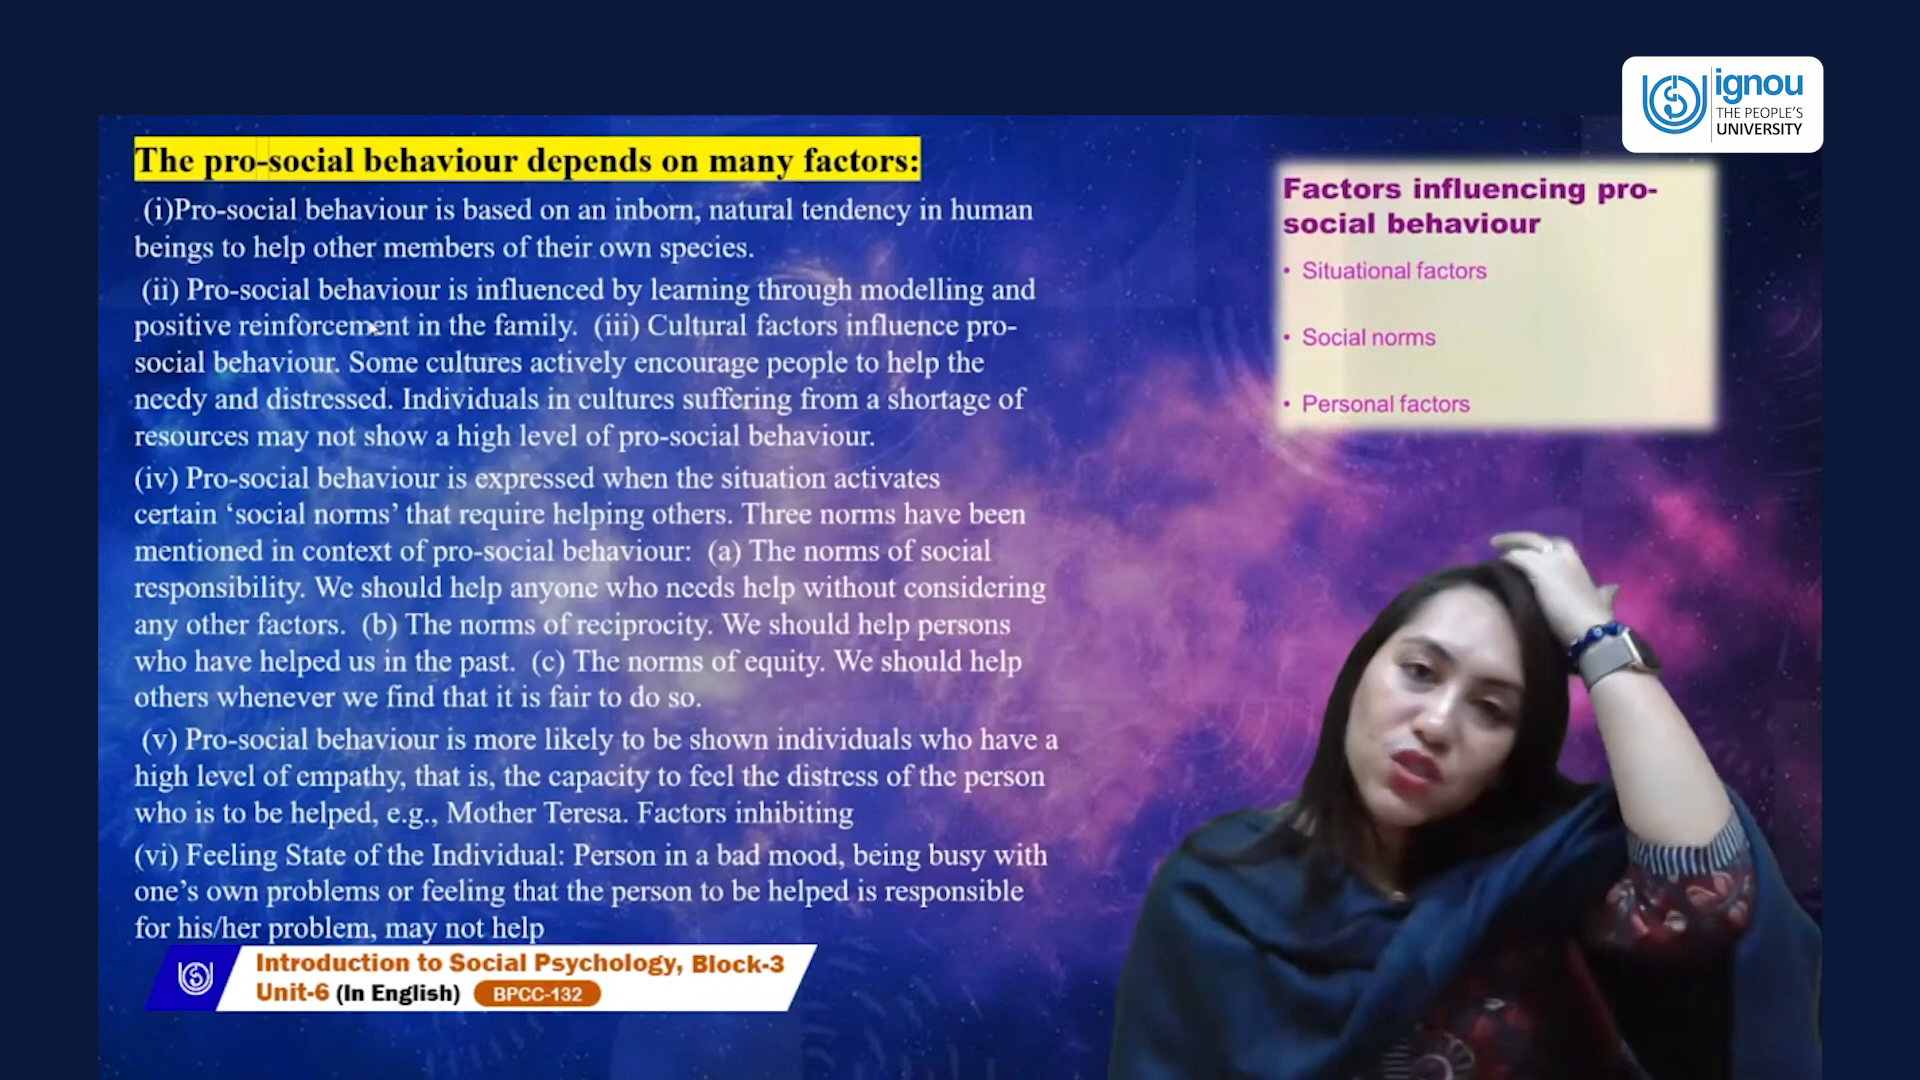 ignou
THE PEOPLE'S
UNIVERSITY
The pro-social behaviour depends on many factors:
(i)Pro-social behaviour is based on an inborn, natural tendency in human
beings to help other members of their own species.
(ii) Pro-social behaviour is influenced by learning through modelling and
positive reinforcement in the family. (iii) Cultural factors influence pro-
social behaviour. Some cultures actively encourage people to help the
needy and distressed. Individuals in cultures suffering from a shortage of
resources may not show a high level of pro-social behaviour.
(iv) Pro-social behaviour is expressed when the situation activates
certain ‘social norms’ that require helping others. Three norms have been
mentioned in context of pro-social behaviour: (a) The norms of social
responsibility. We should help anyone who needs help without considering
any other factors. (b) The norms of reciprocity. We should help persons
who have helped us in the past. (c) The norms of equity. We should help
others whenever we find that it is fair to do so.
(v) Pro-social behaviour is more likely to be shown individuals who have a
high level of empathy, that is, the capacity to feel the distress of the person
who is to be helped, e.g., Mother Teresa. Factors inhibiting
(vi) Feeling State of the Individual: Person in a bad mood, being busy with
one’s own problems or feeling that the person to be helped is responsible
for his/her problem, may not help
Factors influencing pro-
social behaviour
• Situational factors
• Social norms
• Personal factors
Introduction to Social Psychology, Block-3
Unit-6 (In English) BPCC-132